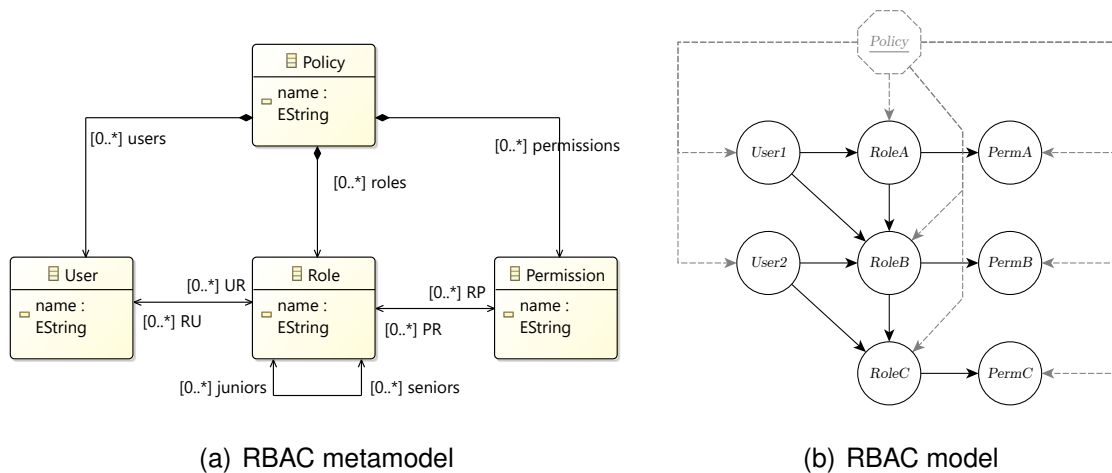 Policy
name :
EString
[0..*] users
[0..*] permissions
[0..*] roles
User
name :
EString
[0..*] UR
[0..*] RU
Role
name :
EString
[0..*] RP
[0..*] PR
Permission
name :
EString
[0..*] juniors
[0..*] seniors
(a) RBAC metamodel
Policy
User1
RoleA
PermA
User2
RoleB
PermB
RoleC
PermC
(b) RBAC model